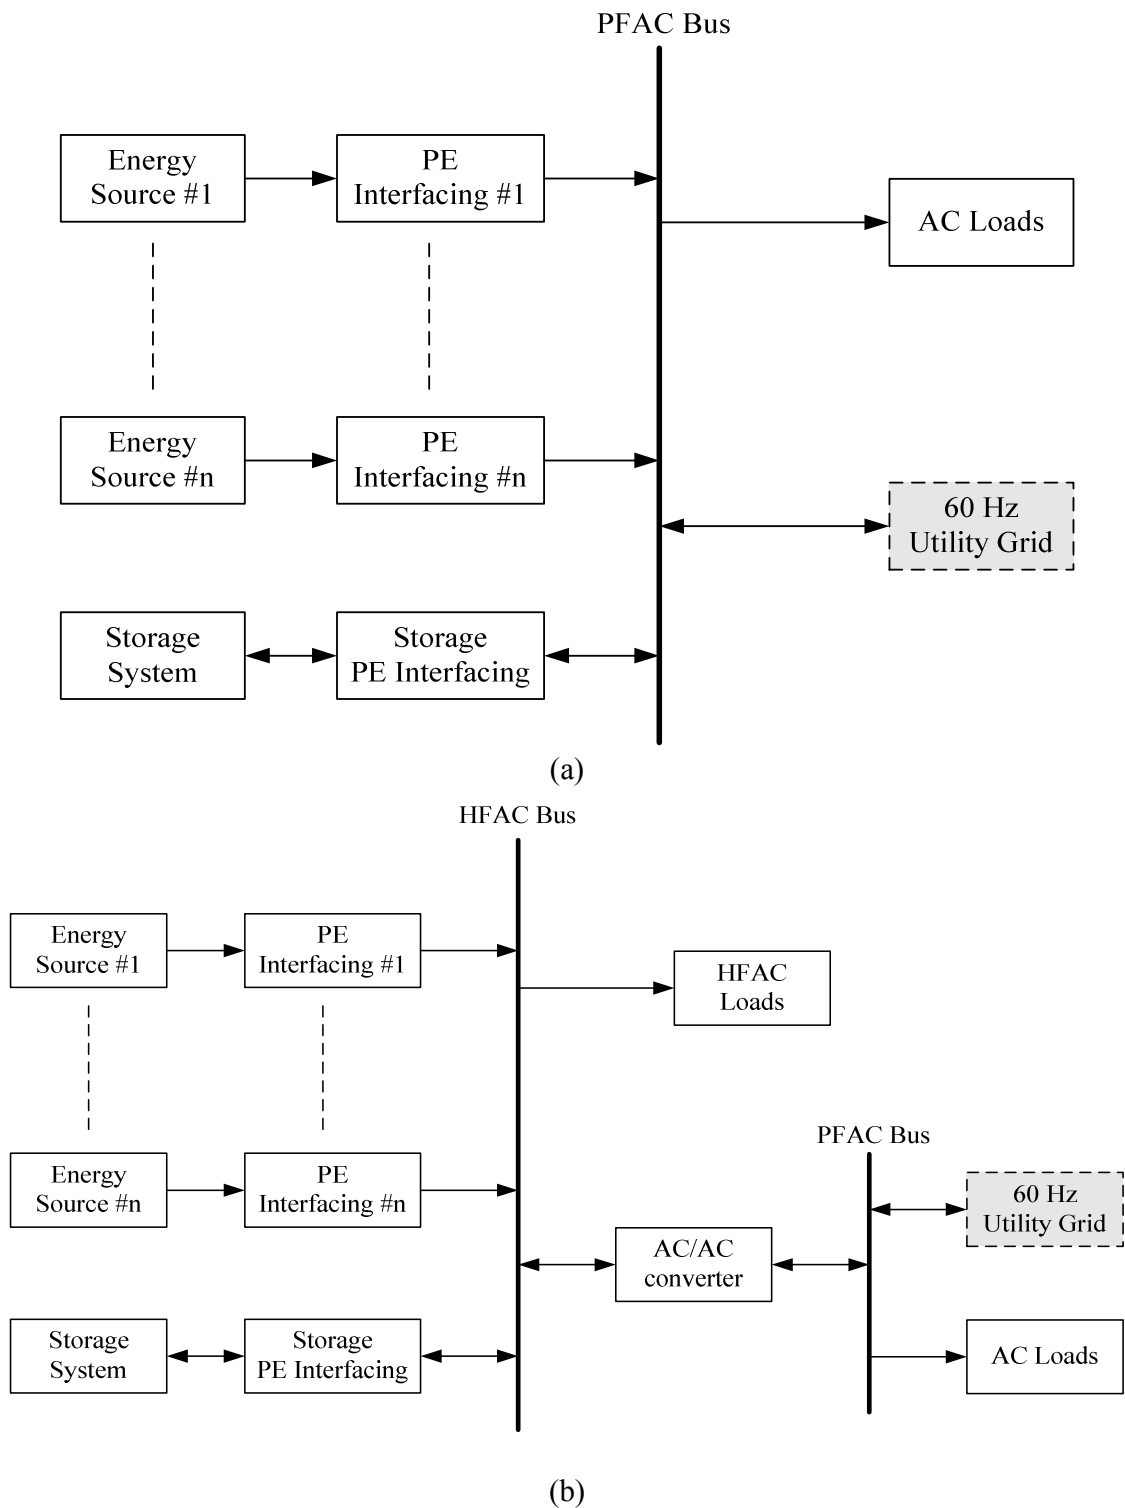 PFAC Bus
Energy
Source #1
PE
Interfacing #1
AC Loads
Energy
Source #n
PE
Interfacing #n
60 Hz
Utility Grid
Storage
System
Storage
PE Interfacing
(a)
HFAC Bus
Energy
Source #1
PE
Interfacing #1
HFAC
Loads
PFAC Bus
Energy
Source #n
PE
Interfacing #n
60 Hz
Utility Grid
AC/AC
converter
Storage
System
Storage
PE Interfacing
AC Loads
(b)